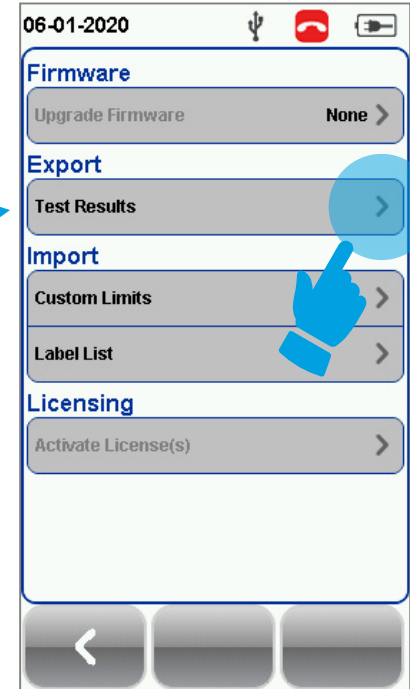 06-01-2020
Firmware
Upgrade Firmware None
Export
Test Results
Import
Custom Limits
Label List
Licensing
Activate License(s)